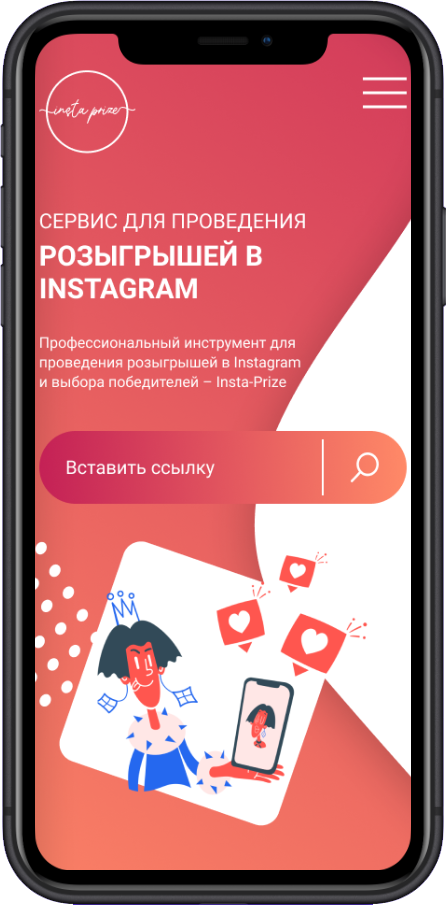 insta prize
СЕРВИС ДЛЯ ПРОВЕДЕНИЯ
РОЗЫГРЫШЕЙ В
INSTAGRAM
Профессиональный инструмент для
проведения розыгрышей в Instagram
и выбора победителей – Insta-Prize
Вставить ссылку